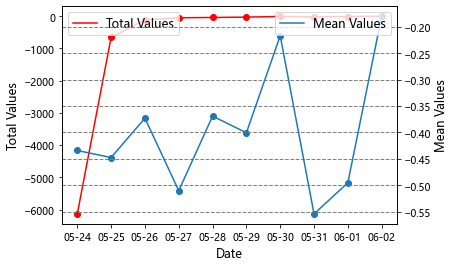 Total Values
Mean Values
0
−1000
−2000
−3000
−4000
−5000
−6000
Total Values
−0.20
−0.25
−0.30
−0.35
−0.40
−0.45
−0.50
−0.55
Mean Values
05-24 05-25 05-26 05-27 05-28 05-29 05-30 05-31 06-01 06-02
Date